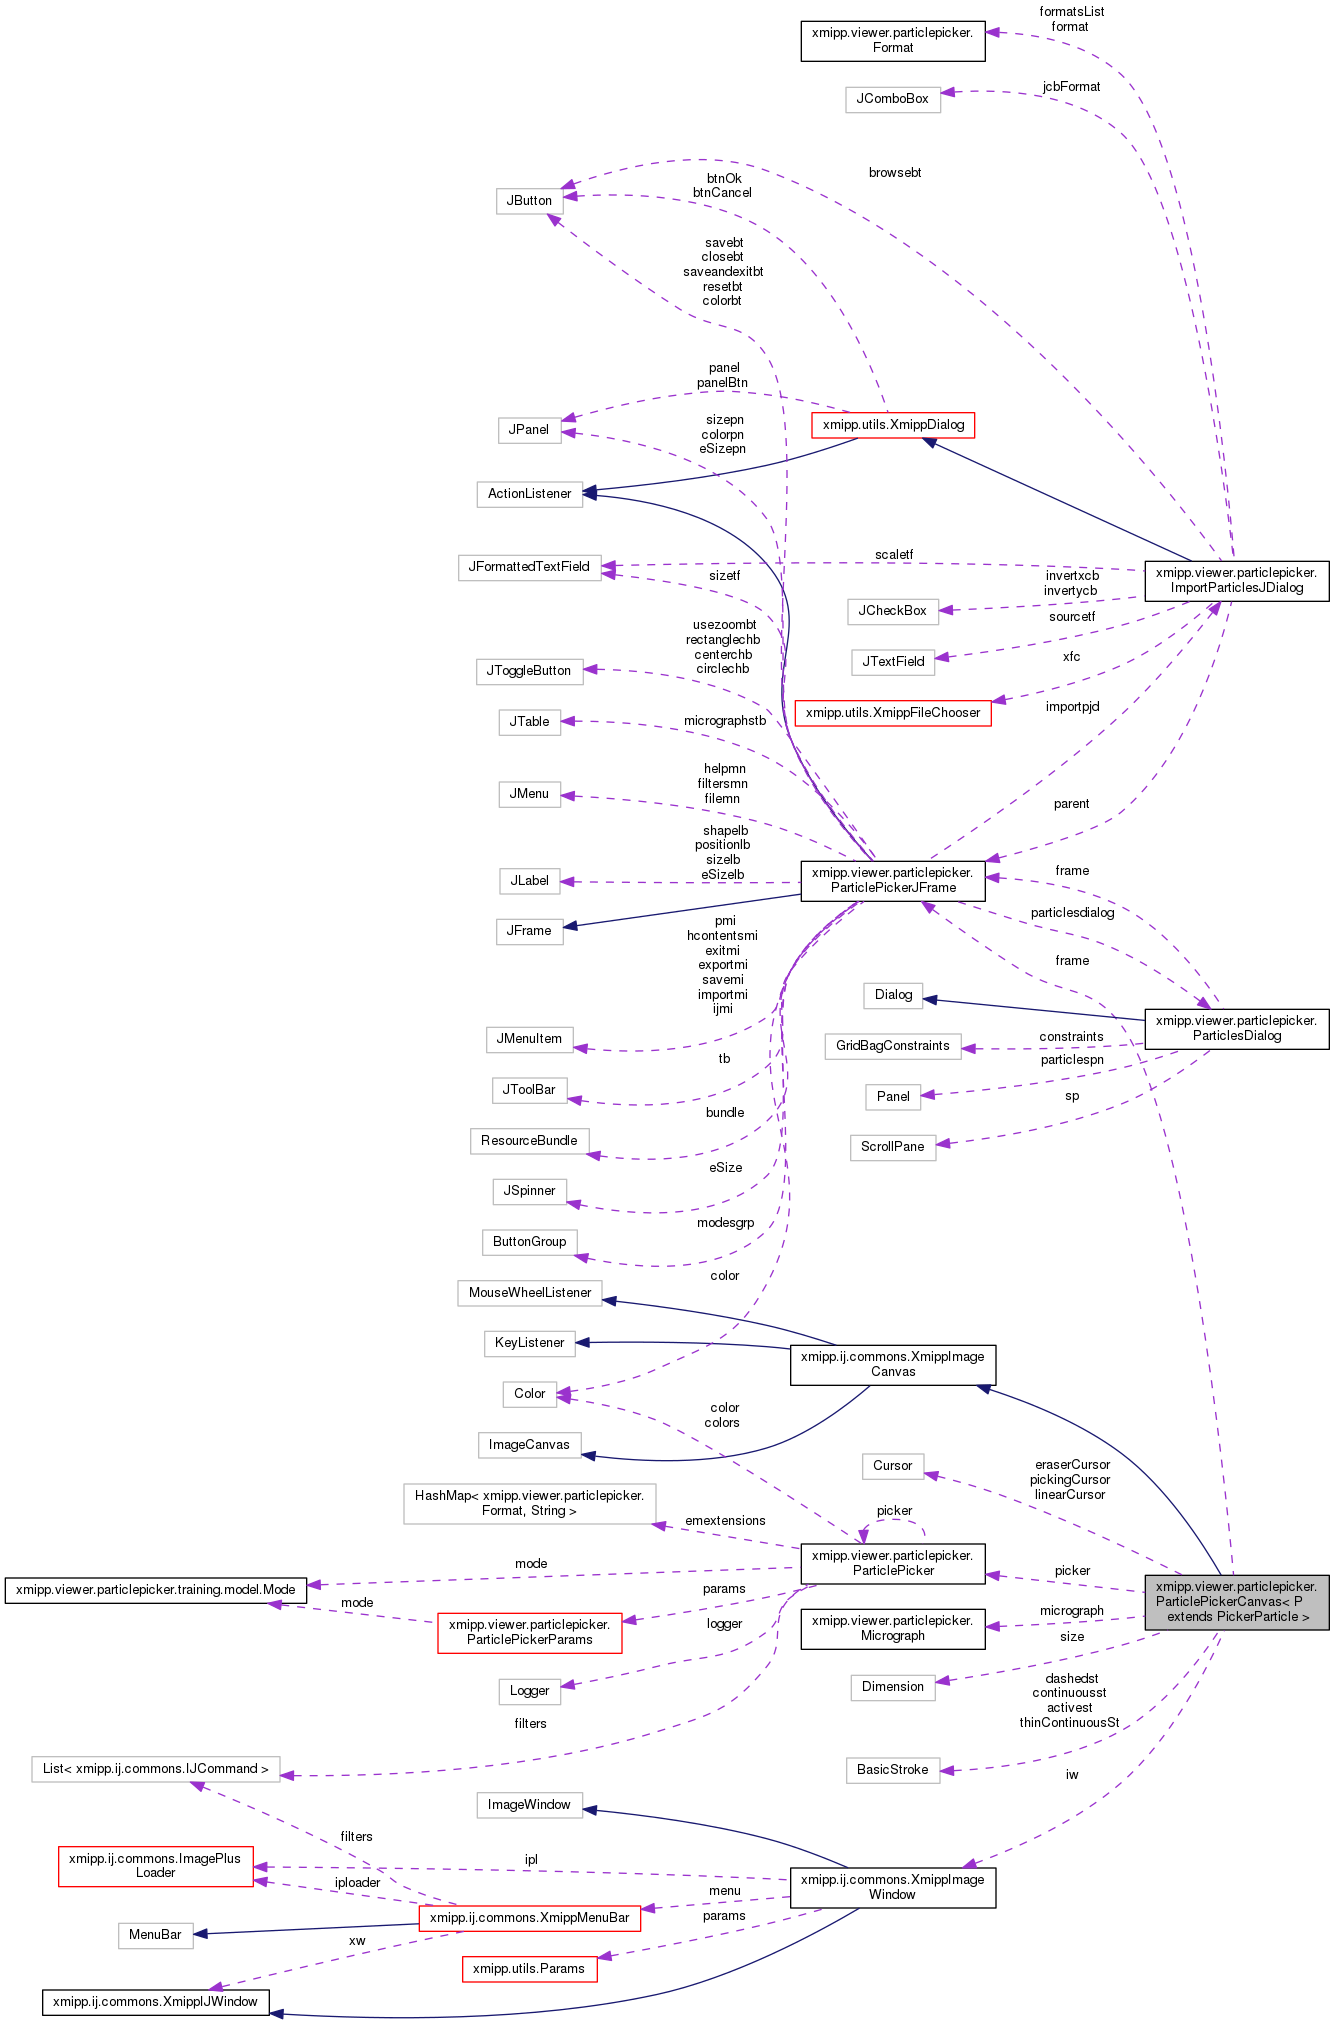 formatsList
format
xmipp.viewer.particlepicker.
Format
jcbFormat
JComboBox
browsebt
btnOk
btnCancel
JButton
savebt
closebt
saveandexitbt
resetbt
colorbt
panel
panelBtn
sizepn
colorpn
eSizepn
JPanel
xmipp.utils.XmippDialog
ActionListener
scaletf
JFormattedTextField
sizetf
xmipp.viewer.particlepicker.
ImportParticlesJDialog
invertxcb
invertycb
JCheckBox
sourcetf
JTextField
xfc
usezoombt
rectanglechb
centerchb
circlechb
JToggleButton
xmipp.utils.XmippFileChooser
importpjd
micrographstb
JTable
helpmn
filtersmn
filemn
JMenu
parent
shapelb
positionlb
sizelb
eSizelb
JLabel
xmipp.viewer.particlepicker.
ParticlePickerJFrame
frame
particlesdialog
JFrame
pmi
hcontentsmi
exitmi
exportmi
savemi
importmi
ijmi
frame
Dialog
xmipp.viewer.particlepicker.
ParticlesDialog
JMenuItem
constraints
GridBagConstraints
tb
particlespn
JToolBar
Panel
sp
bundle
ResourceBundle
ScrollPane
eSize
JSpinner
modesgrp
ButtonGroup
color
MouseWheelListener
KeyListener
xmipp.ij.commons.XmippImage
Canvas
Color
color
colors
ImageCanvas
Cursor
eraserCursor
pickingCursor
linearCursor
HashMap< xmipp.viewer.particlepicker.
Format, String >
emextensions
picker
xmipp.viewer.particlepicker.
ParticlePicker
mode
xmipp.viewer.particlepicker.training.model.Mode
mode
params
picker
xmipp.viewer.particlepicker.
ParticlePickerCanvas< P
extends PickerParticle >
xmipp.viewer.particlepicker.
ParticlePickerParams
logger
micrograph
xmipp.viewer.particlepicker.
Micrograph
size
Logger
Dimension
dashedst
continuousst
activest
thinContinuousSt
filters
List< xmipp.ij.commons.IJCommand >
BasicStroke
iw
ImageWindow
filters
xmipp.ij.commons.ImagePlus
Loader
ipl
iploader
xmipp.ij.commons.XmippImage
Window
menu
xmipp.ij.commons.XmippMenuBar
params
MenuBar
xw
xmipp.utils.Params
xmipp.ij.commons.XmippIJWindow